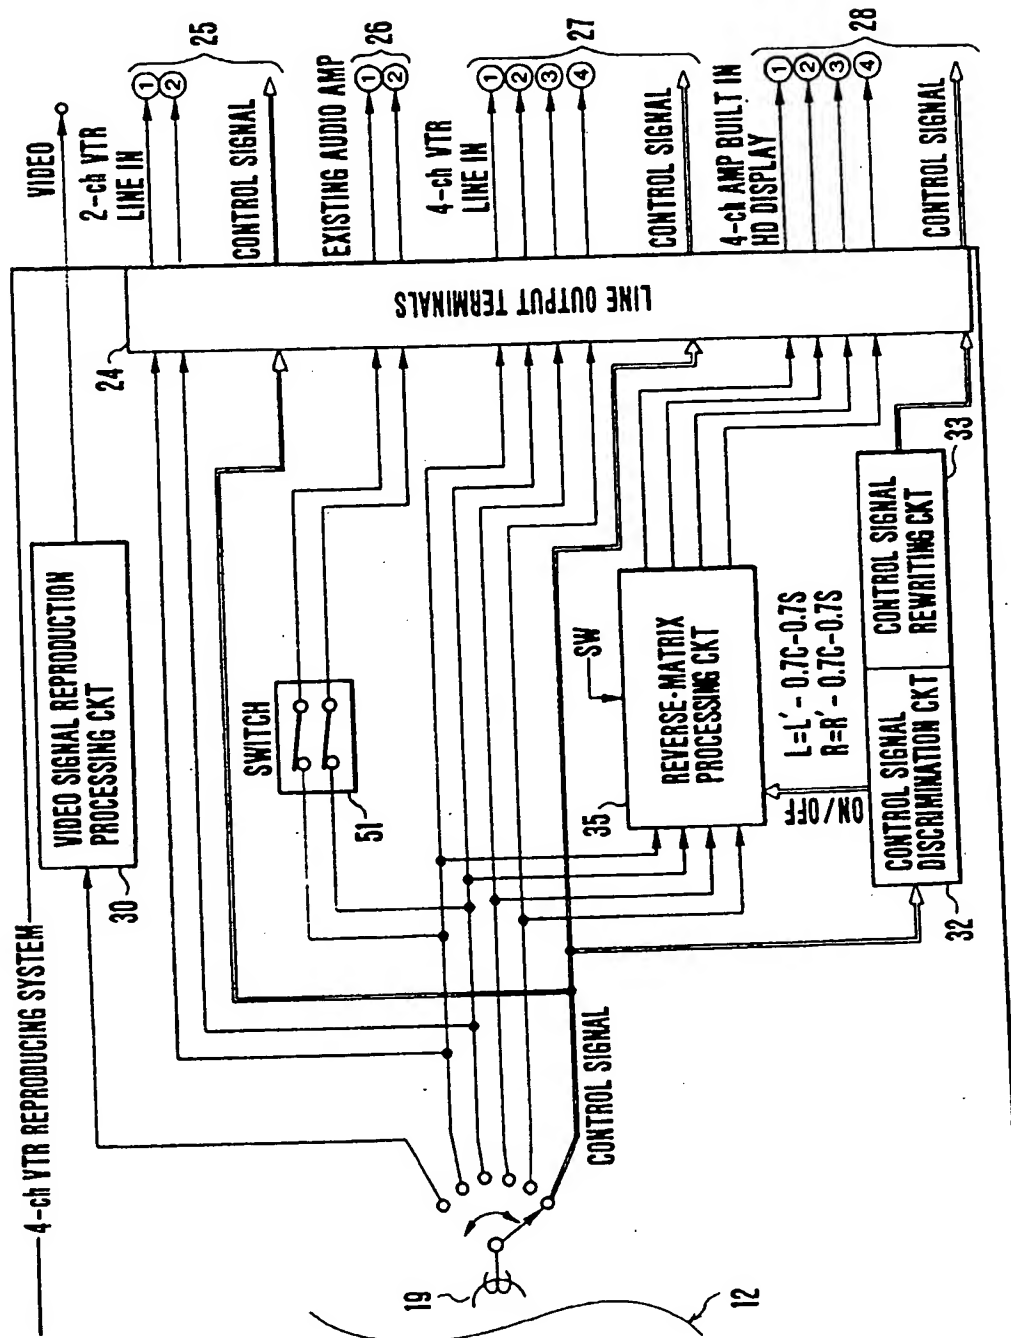 4-ch VTR REPRODUCING SYSTEM
VIDEO SIGNAL REPRODUCTION
PROCESSING CKT
30
24
VIDEO
2-ch VTR
LINE IN
1
2
25
CONTROL SIGNAL
SWITCH
51
EXISTING AUDIO AMP
1
2
26
4-ch VTR
LINE IN
1
2
3
4
27
CONTROL SIGNAL
LINE OUTPUT TERMINALS
SW
REVERSE-MATRIX
PROCESSING CKT
35
4-ch AMP BUILT IN
HD DISPLAY
1
2
3
4
28
CONTROL SIGNAL
L=L'- 0.7C-0.7S
R=R'- 0.7C-0.7S
ON/OFF
CONTROL SIGNAL
DISCRIMINATION CKT
32
CONTROL SIGNAL
REWRITING CKT
33
CONTROL SIGNAL
19
12